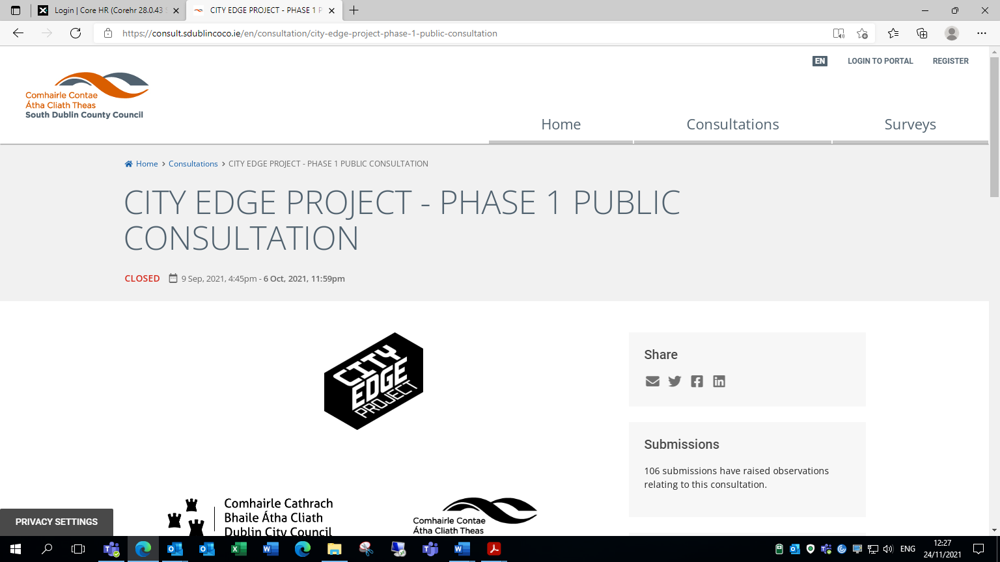 Login | Core HR (Corehr 28.0.43
CITY EDGE PROJECT - PHASE 1 P
https://consult.sdublincoco.ie/en/consultation/city-edge-project-phase-1-public-consultation
EN
LOGIN TO PORTAL
REGISTER
Comhairle Contae
Átha Cliath Theas
South Dublin County Council
Home
Consultations
Surveys
Home > Consultations > CITY EDGE PROJECT - PHASE 1 PUBLIC CONSULTATION
CITY EDGE PROJECT - PHASE 1 PUBLIC
CONSULTATION
CLOSED
9 Sep, 2021, 4:45pm - 6 Oct, 2021, 11:59pm
CITY
EDGE
PROJECT
Share
Submissions
106 submissions have raised observations
relating to this consultation.
Comhairle Cathrach
Bhaile Átha Cliath
Dublin City Council
Comhairle Contae
Átha Cliath Theas
PRIVACY SETTINGS
ENG
12:27
24/11/2021